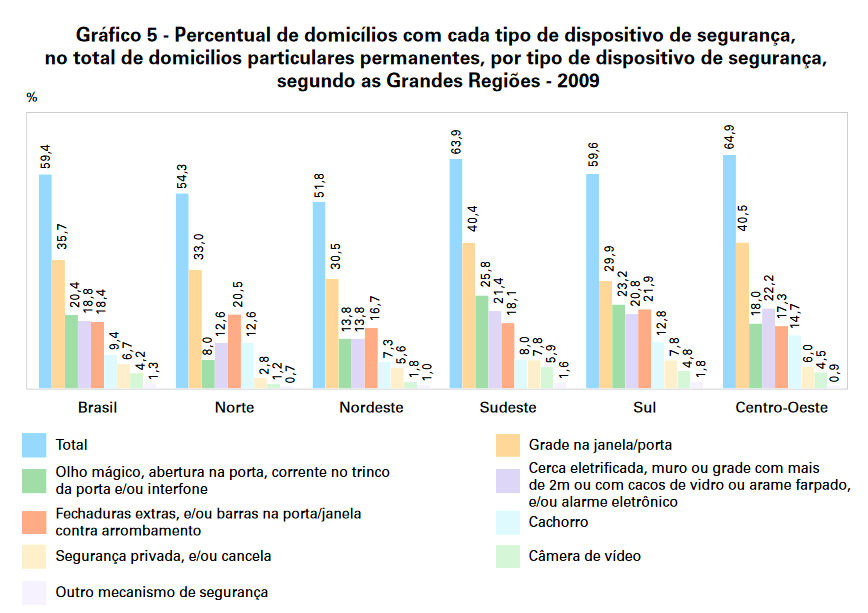 Gráfico 5 - Percentual de domicílios com cada tipo de dispositivo de segurança,
no total de domicilios particulares permanentes, por tipo de dispositivo de segurança,
segundo as Grandes Regiões - 2009
%
59,4
35,7
20,4
18,8
18,4
9,4
6,7
4,2
1,3
54,3
33,0
8,0
12,6
20,5
12,6
2,8
1,2
0,7
51,8
30,5
13,8
13,8
16,7
7,3
5,6
1,8
1,0
63,9
40,4
25,8
21,4
18,1
8,0
7,8
5,9
1,6
59,6
29,9
23,2
20,8
21,9
12,8
7,8
4,8
1,8
64,9
40,5
18,0
22,2
17,3
14,7
6,0
4,5
0,9
Brasil
Norte
Nordeste
Sudeste
Sul
Centro-Oeste
Total
Grade na janela/porta
Olho mágico, abertura na porta, corrente no trinco
da porta e/ou interfone
Cerca eletrificada, muro ou grade com mais
de 2m ou com cacos de vidro ou arame farpado,
e/ou alarme eletrônico
Fechaduras extras, e/ou barras na porta/janela
contra arrombamento
Cachorro
Segurança privada, e/ou cancela
Câmera de vídeo
Outro mecanismo de segurança